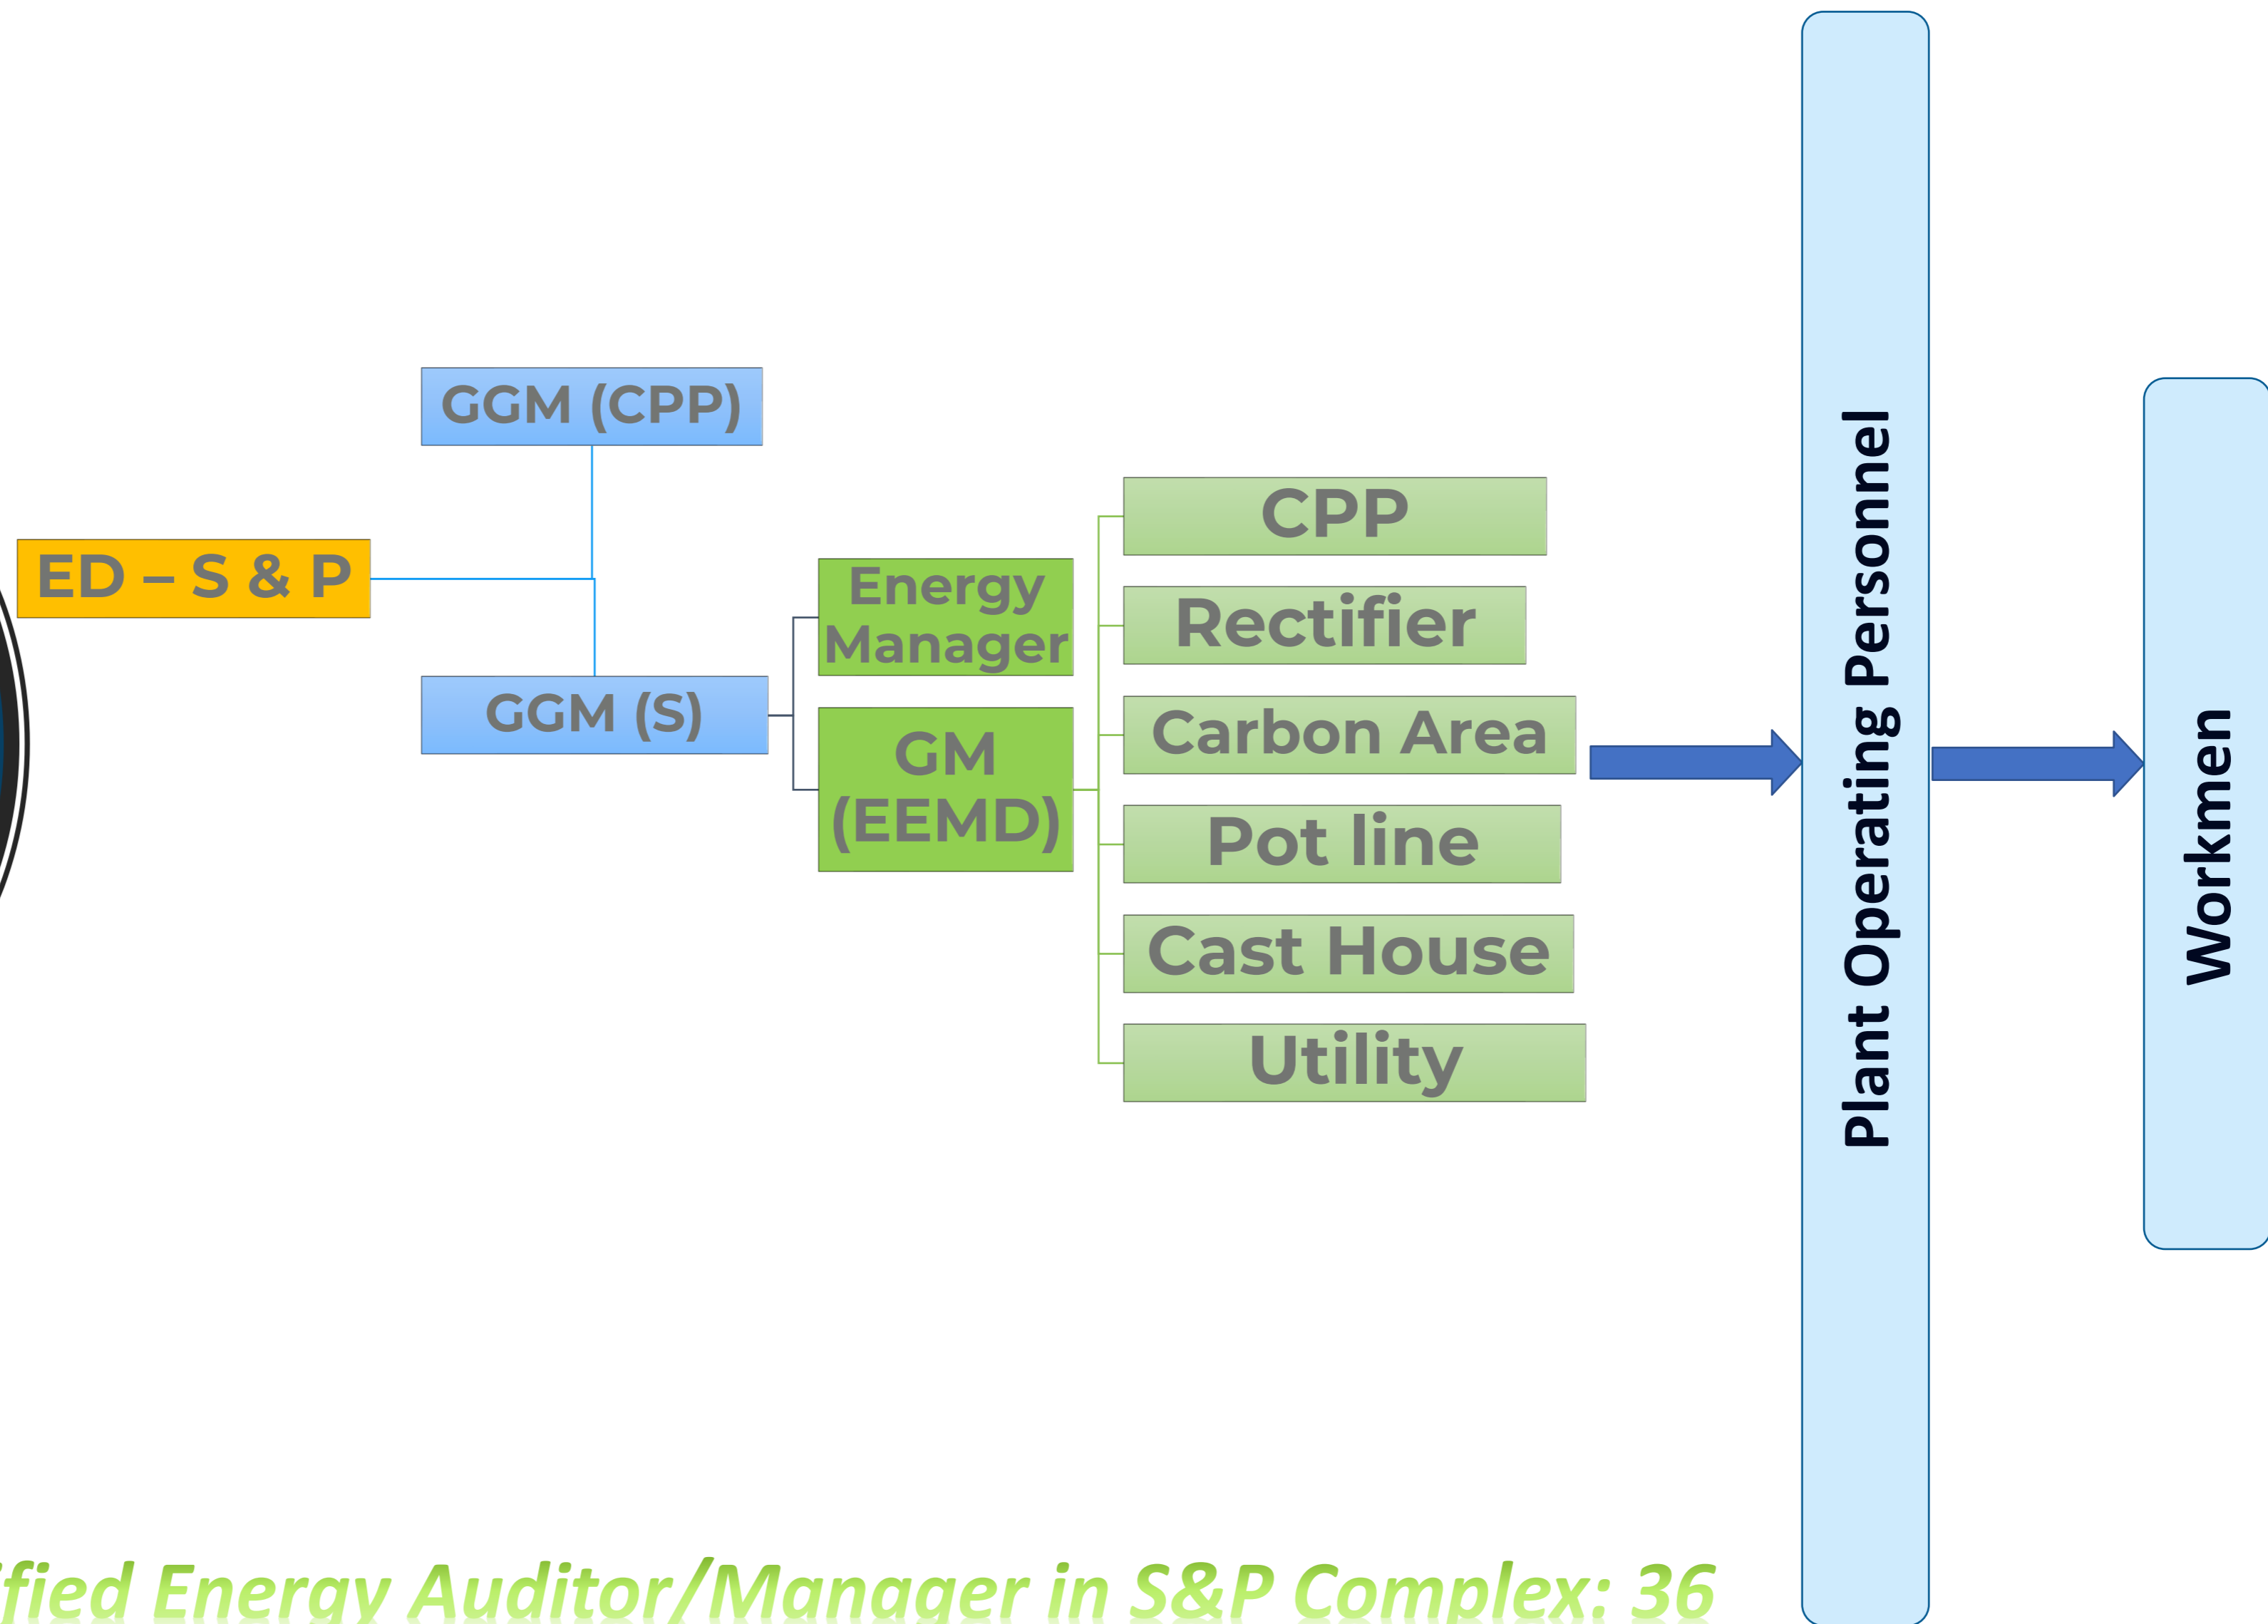 GGM (CPP)
ED – S & P
GGM (S)
Energy
Manager
GM
(EEMD)
CPP
Rectifier
Carbon Area
Pot line
Cast House
Utility
Plant Operating Personnel
Workmen
Energy Auditor/Manager in S&P Complex: 36